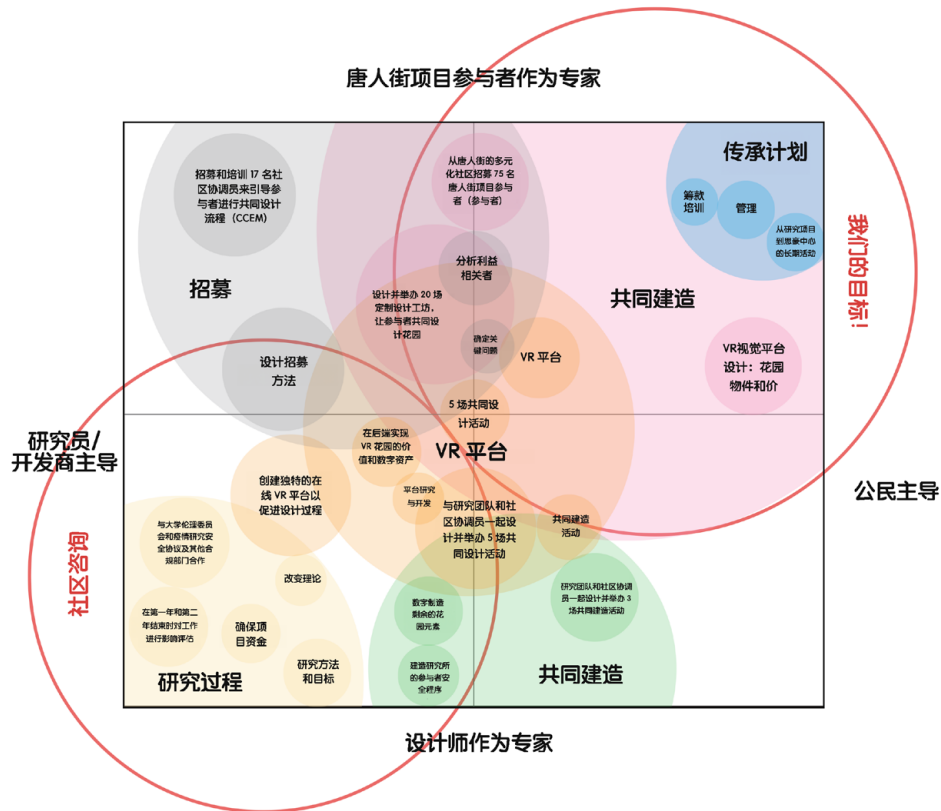 唐人街项目参与者作为专家
传承计划
筹款
培训
管理
从研究项目
到思豪中心
的长期活动
我们的目标！
招募和培训 17 名社
区协调员来引导参
与者进行共同设计
流程（CCEM）
从唐人街的多元
化社区招募 75 名
唐人街项目参与
者（参与者）
分析利益
相关者
招募
共同建造
设计并举办 20 场
定制设计工坊，
让参与者共同设
计花园
确定关
键问题
VR 平台
VR视觉平台
设计：花园
物件和价
设计招募
方法
5 场共同设
计活动
研究员/
开发商主导
在后端实现
VR 花园的价
值和数字资产
VR 平台
公民主导
创建独特的在
线 VR 平台以
促进设计过程
平台研究
与开发
与研究团队和社
区协调员一起设
计并举办 5 场共
同设计活动
共同建造
活动
社区咨询
与大学伦理委员
会和疫情研究安
全协议及其他合
规部门合作
改变理论
在第一年和第二
年结束时对工作
进行影响评估
确保项
目资金
研究方法
和目标
研究过程
数字制造
剩余的花
园元素
研究团队和社区协调
员一起设计并举办 3
场共同建造活动
建造研究所
的参与者安
全程序
共同建造
设计师作为专家